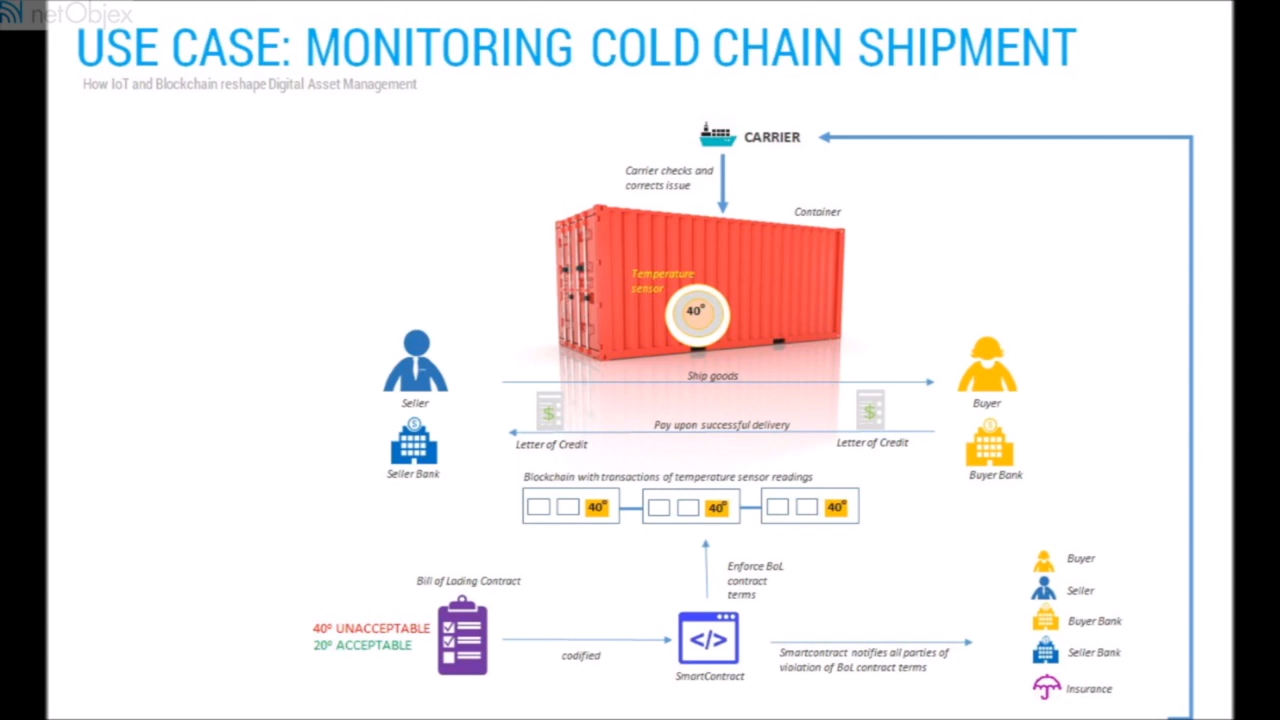 netObjex
USE CASE: MONITORING COLD CHAIN SHIPMENT
How IoT and Blockchain reshape Digital Asset Management
CARRIER
Carrier checks and
corrects issue
Container
Temperature
sensor
40°
Ship goods
Seller
Buyer
$
$
Pay upon successful delivery
Letter of Credit
Letter of Credit
$
$
Seller Bank
Buyer Bank
Blockchain with transactions of temperature sensor readings
40°
40°
40°
Enforce BoL
contract
terms
Bill of Lading Contract
40º UNACCEPTABLE
20º ACCEPTABLE
codified
</>
SmartContract
Smartcontract notifies all parties of
violation of BoL contract terms
Buyer
Seller
Buyer Bank
Seller Bank
Insurance